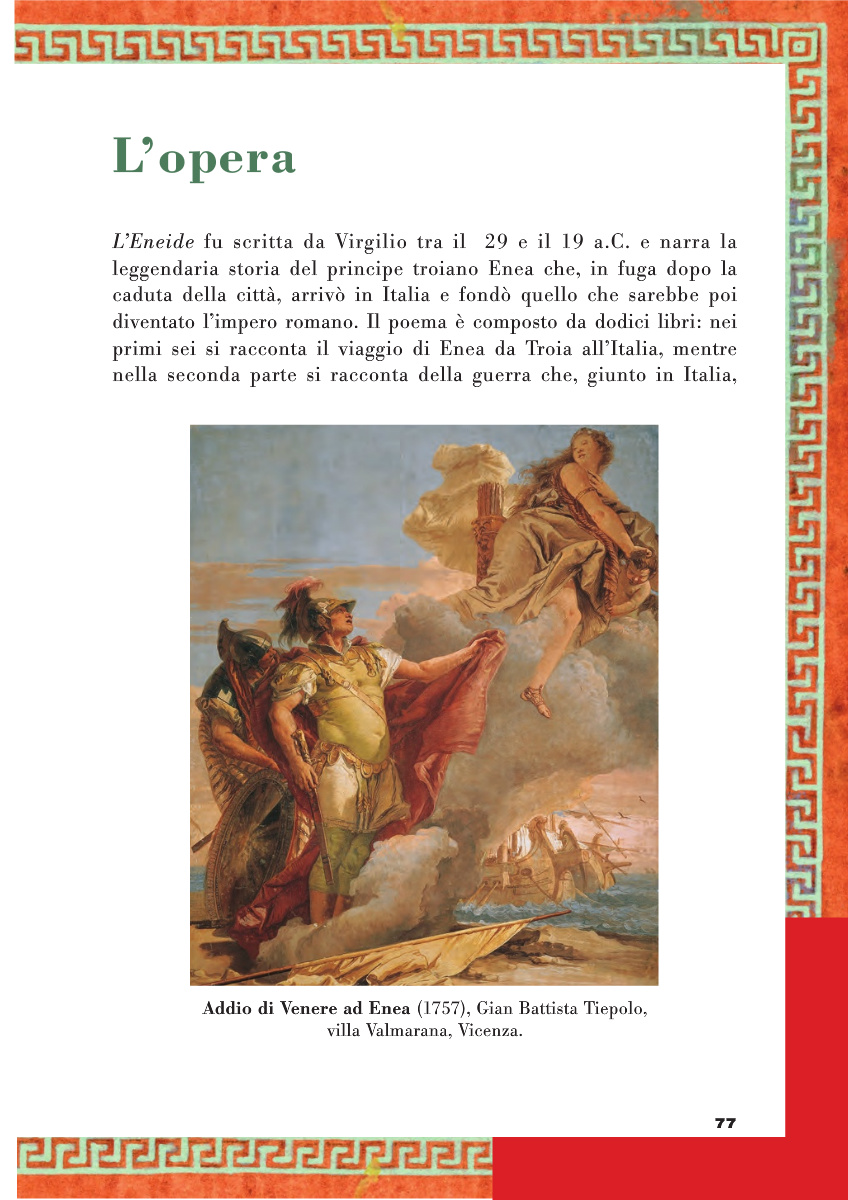 L’opera
L’Eneide fu scritta da Virgilio tra il 29 e il 19 a.C. e narra la
leggendaria storia del principe troiano Enea che, in fuga dopo la
caduta della città, arrivò in Italia e fondò quello che sarebbe poi
diventato l’impero romano. Il poema è composto da dodici libri: nei
primi sei si racconta il viaggio di Enea da Troia all’Italia, mentre
nella seconda parte si racconta della guerra che, giunto in Italia,
Addio di Venere ad Enea (1757), Gian Battista Tiepolo,
villa Valmarana, Vicenza.
77